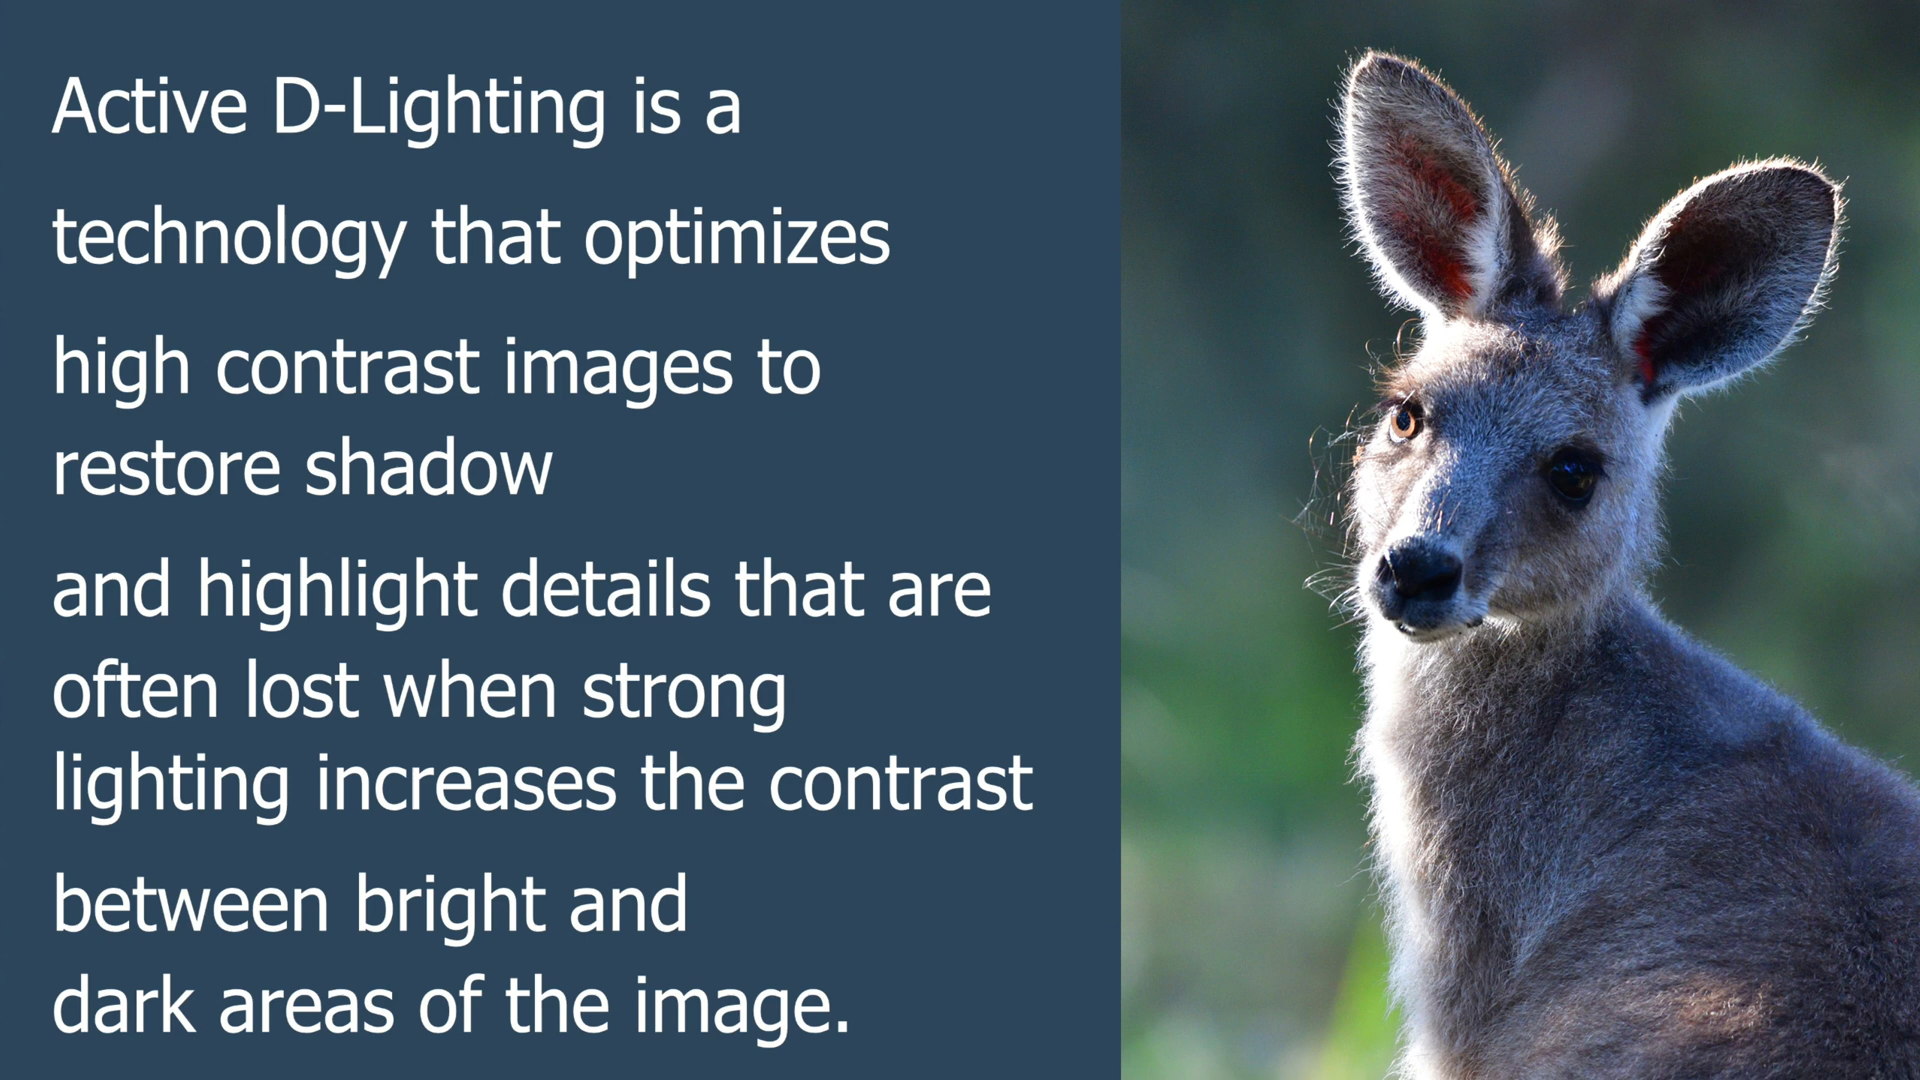 Active D-Lighting is a
technology that optimizes
high contrast images to
restore shadow
and highlight details that are
often lost when strong
lighting increases the contrast
between bright and
dark areas of the image.